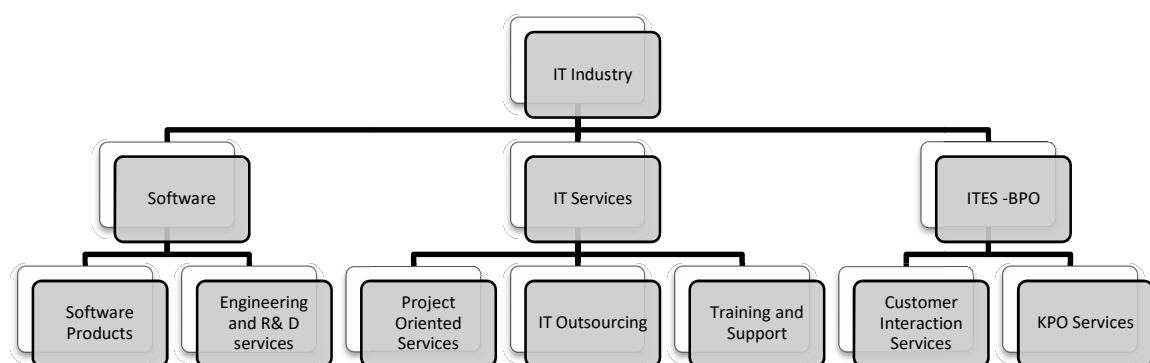 IT Industry
Software
IT Services
ITES -BPO
Software
Products
Engineering
and R& D
services
Project
Oriented
Services
IT Outsourcing
Training and
Support
Customer
Interaction
Services
KPO Services